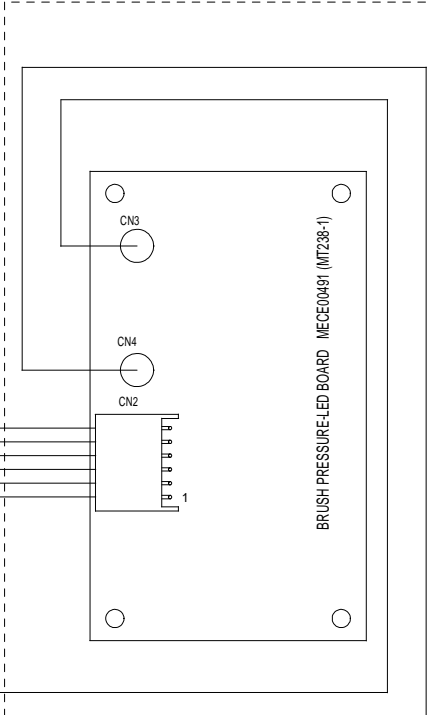 CN3
CN4
CN2
1
BRUSH PRESSURE-LED BOARD MECE00491 (MT238-1)